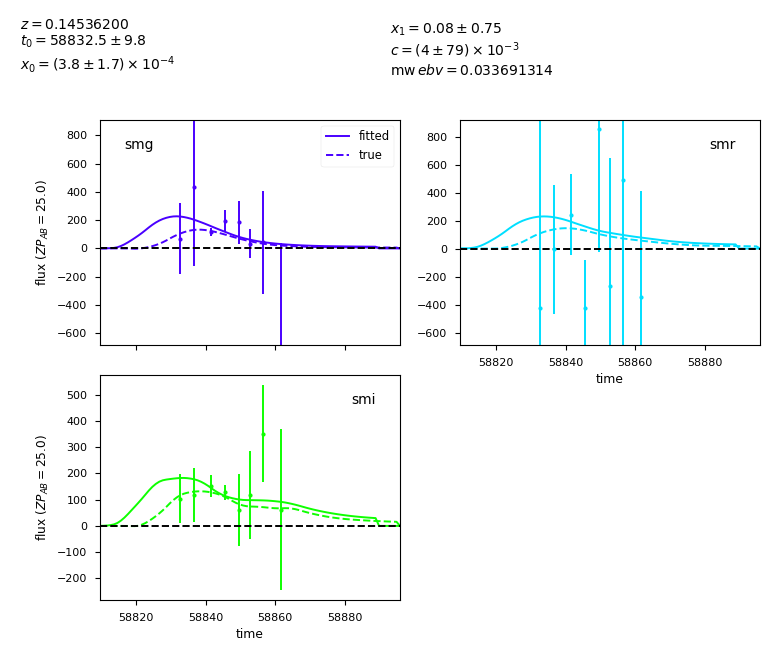 z = 0.14536200
t₀ = 58832.5 ± 9.8
x₀ = (3.8 ± 1.7) × 10⁻⁴
x₁ = 0.08 ± 0.75
c = (4 ± 79) × 10⁻³
mw ebv = 0.033691314
smg
fitted
true
800
600
400
200
0
−200
−400
−600
flux (ZP_AB = 25.0)
smr
800
600
400
200
0
−200
−400
−600
58820 58840 58860 58880
time
smi
500
400
300
200
100
0
−100
−200
flux (ZP_AB = 25.0)
58820 58840 58860 58880
time